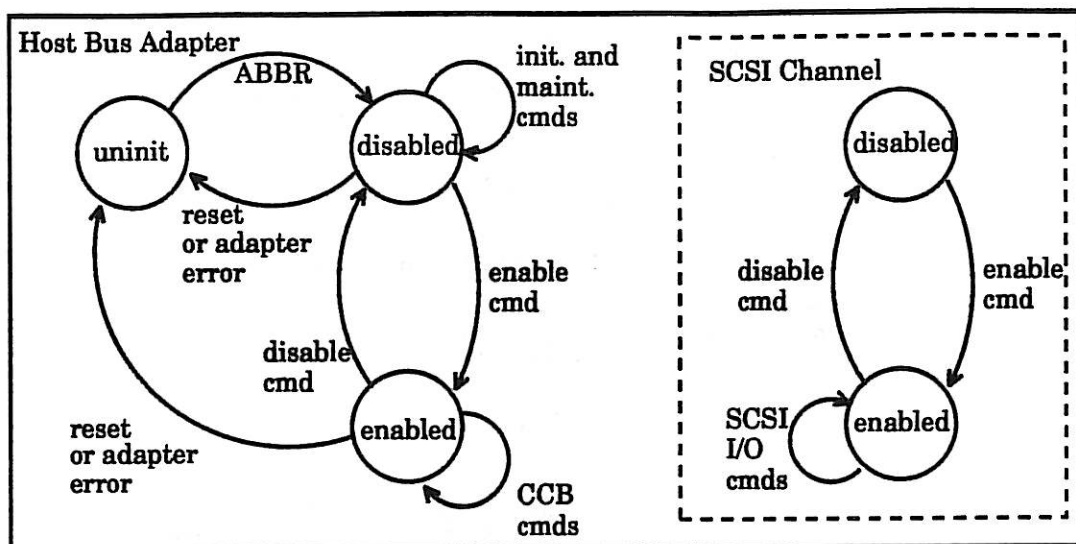 Host Bus Adapter
ABBR
init. and
maint.
cmds
uninit
disabled
reset
or adapter
error
enable
cmd
disable
cmd
reset
or adapter
error
enabled
CCB
cmds
SCSI Channel
disabled
disable
cmd
enable
cmd
SCSI
I/O
cmds
enabled